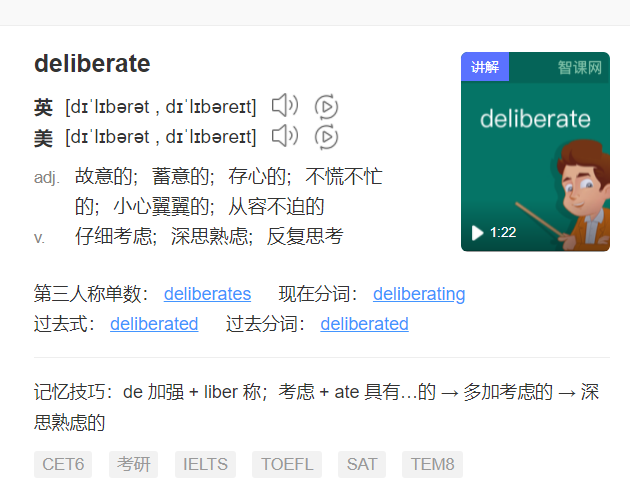 deliberate
英 [dɪˈlɪbərət , dɪˈlɪbəreɪt]
美 [dɪˈlɪbərət , dɪˈlɪbəreɪt]
adj. 故意的；蓄意的；存心的；不慌不忙
的；小心翼翼的；从容不迫的
v. 仔细考虑；深思熟虑；反复思考
讲解
智课网
deliberate
1:22
第三人称单数： deliberates 现在分词： deliberating
过去式： deliberated 过去分词： deliberated
记忆技巧：de 加强 + liber 称；考虑 + ate 具有…的 → 多加考虑的 → 深
思熟虑的
CET6 考研 IELTS TOEFL SAT TEM8